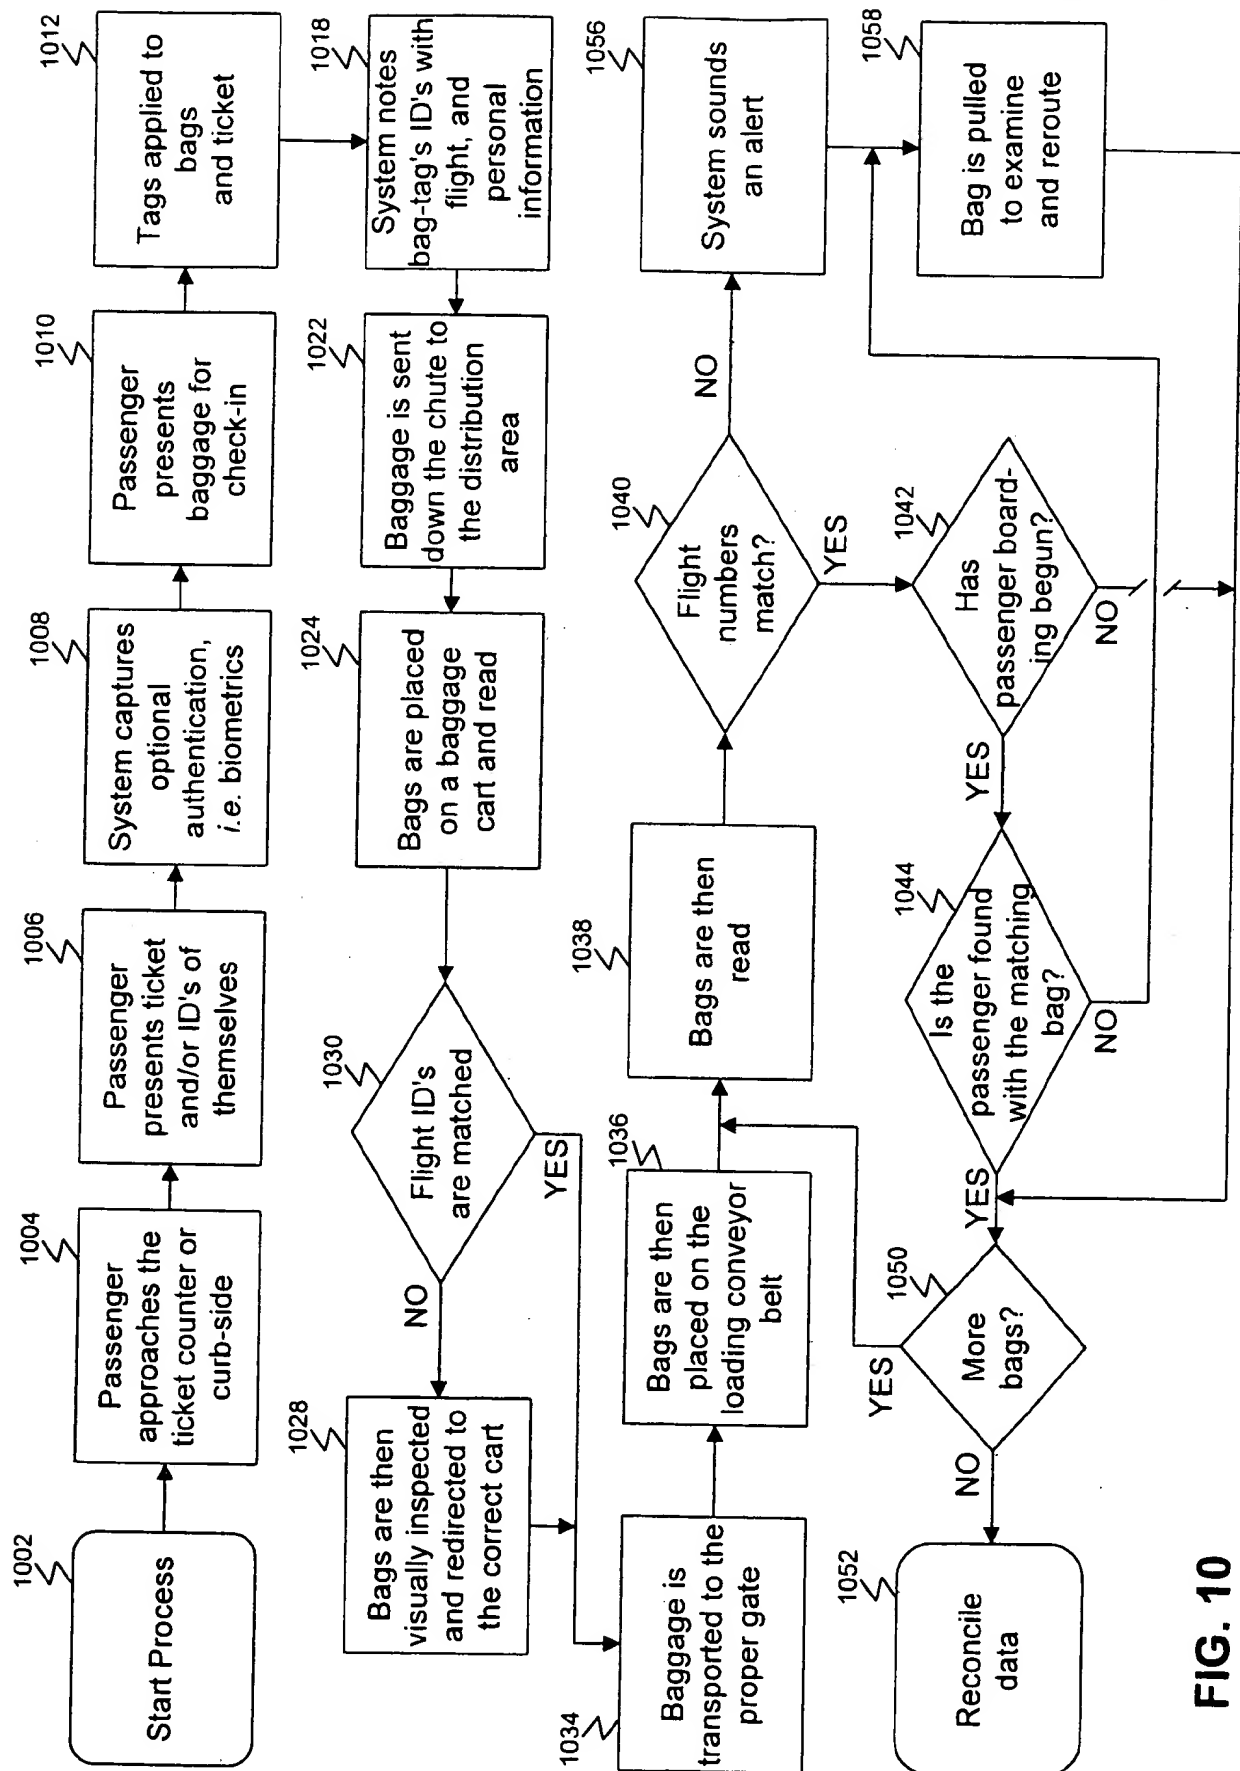 1002
Start Process
1004
Passenger
approaches the
ticket counter or
curb-side
1006
Passenger
presents ticket
and/or ID's of
themselves
1008
System captures
optional
authentication,
i.e. biometrics
1010
Passenger
presents
baggage for
check-in
1012
Tags applied to
bags
and ticket
1018
System notes
bag-tag's ID's with
flight, and
personal
information
1022
Baggage is sent
down the chute to
the distribution
area
1024
Bags are placed
on a baggage
cart and read
1030
Flight ID's
are matched
NO
YES
1028
Bags are then
visually inspected
and redirected to
the correct cart
1034
Baggage is
transported to the
proper gate
1036
Bags are then
placed on the
loading conveyor
belt
1038
Bags are then
read
1040
Flight
numbers
match?
NO
YES
1056
System sounds
an alert
1058
Bag is pulled
to examine
and reroute
1042
Has
passenger board-
ing begun?
YES
NO
1044
Is the
passenger found
with the matching
bag?
YES
NO
1050
More
bags?
YES
NO
1052
Reconcile
data
FIG. 10